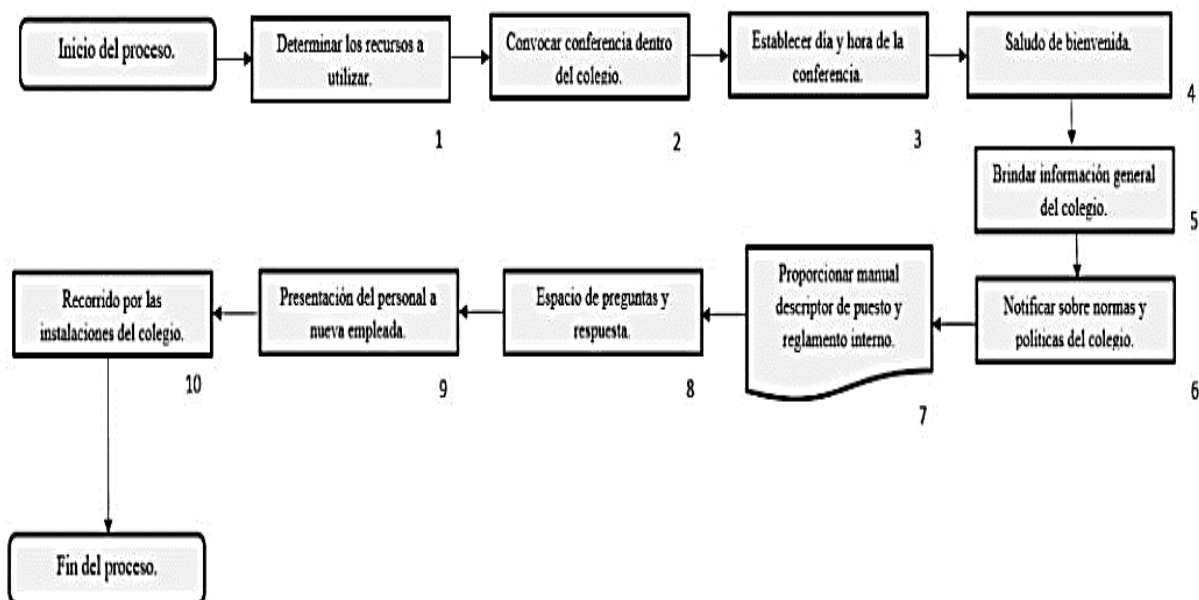 Inicio del proceso.
Determinar los recursos a
utilizar.
1
Convocar conferencia dentro
del colegio.
2
Establecer día y hora de la
conferencia.
3
Saludo de bienvenida.
4
Brindar información general
del colegio.
5
Notificar sobre normas y
políticas del colegio.
6
Proporcionar manual
descriptor de puesto y
reglamento interno.
7
Espacio de preguntas y
respuesta.
8
Presentación del personal a
nueva empleada.
9
Recorrido por las
instalaciones del colegio.
10
Fin del proceso.